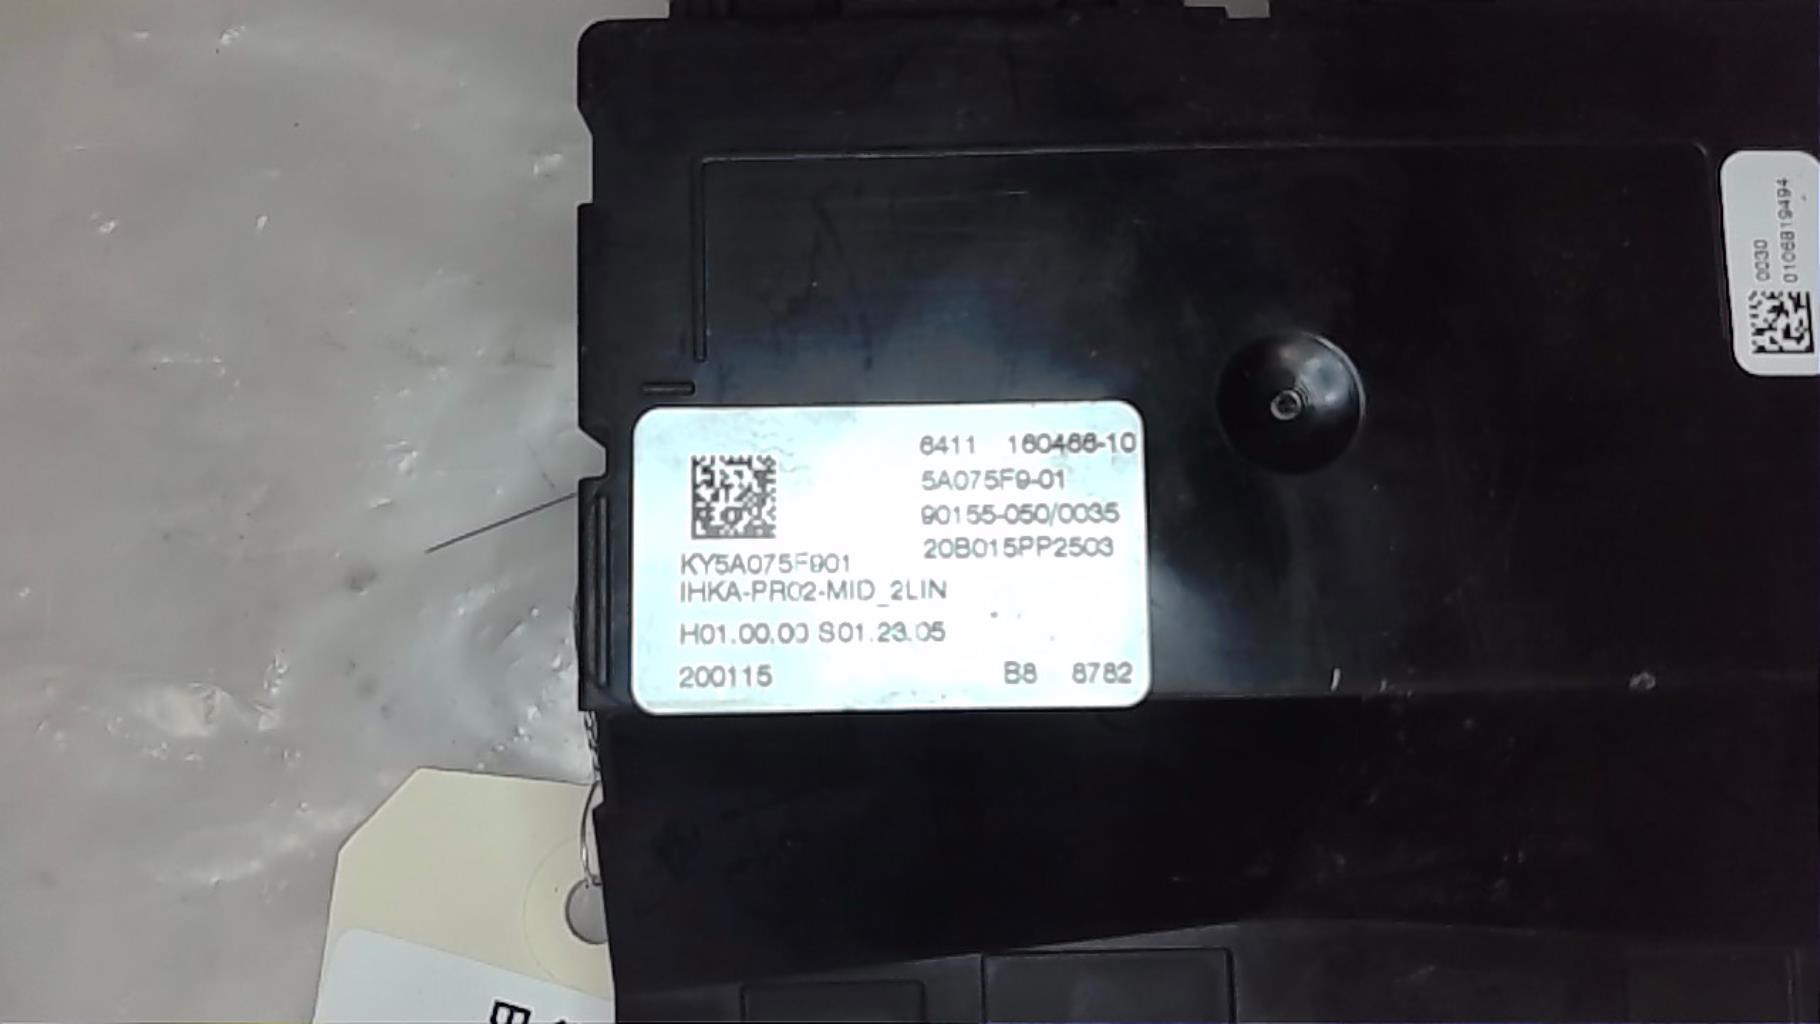 6411 160466-10
5A075F9-01
90155-050/0035
20B015PP2503
KY5A075F901
IHKA-PR02-MID_2LIN
H01.00.00 S01.23.05
200115 B8 8782
0030
0106819494